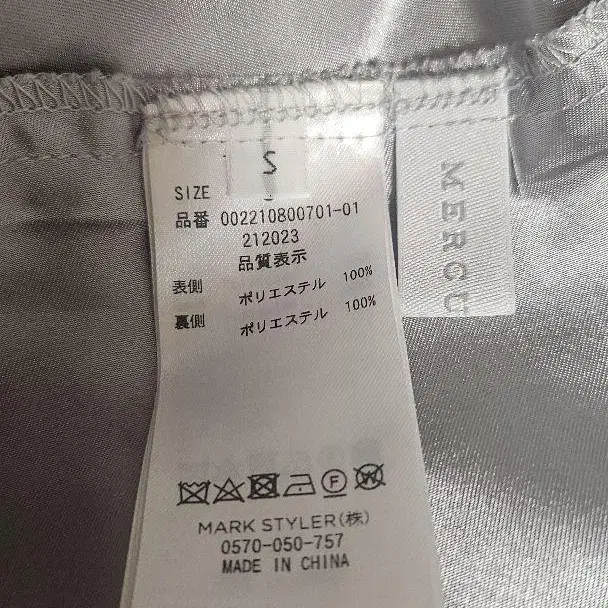 S
SIZE
品番 002210800701-01
212023
品質表示
表側 ポリエステル 100%
裏側 ポリエステル 100%
F
W
MARK STYLER(株)
0570-050-757
MADE IN CHINA
MERCU